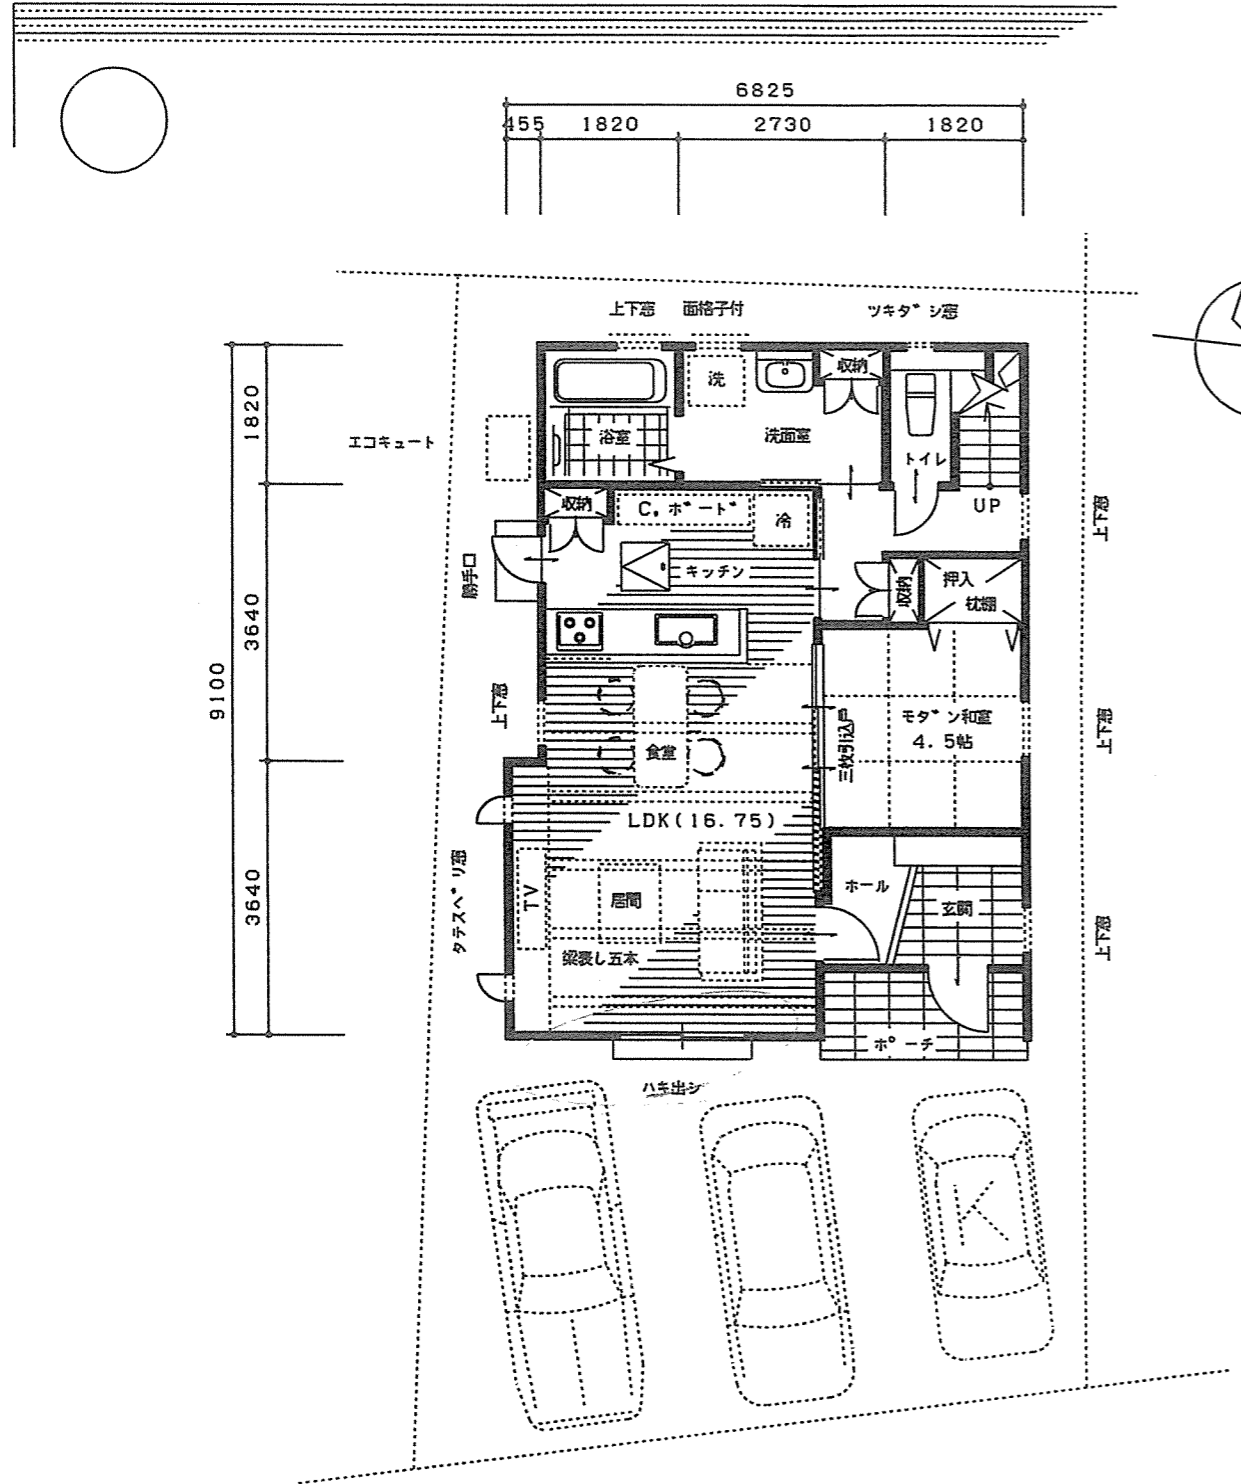 6825
455
1820
2730
1820
上下窓
面格子付
ツキダシ窓
1820
3640
3640
9100
エコキュート
洗
収納
浴室
洗面室
トイレ
UP
上下窓
収納
C.ボード
冷
勝手口
キッチン
収納
押入
枕棚
上下窓
食堂
三枚引込戸
モダン和室
4.5帖
上下窓
LDK(16.75)
タテスベリ窓
TV
居間
ホール
玄関
上下窓
梁表し五本
ポーチ
ハキ出シ
K